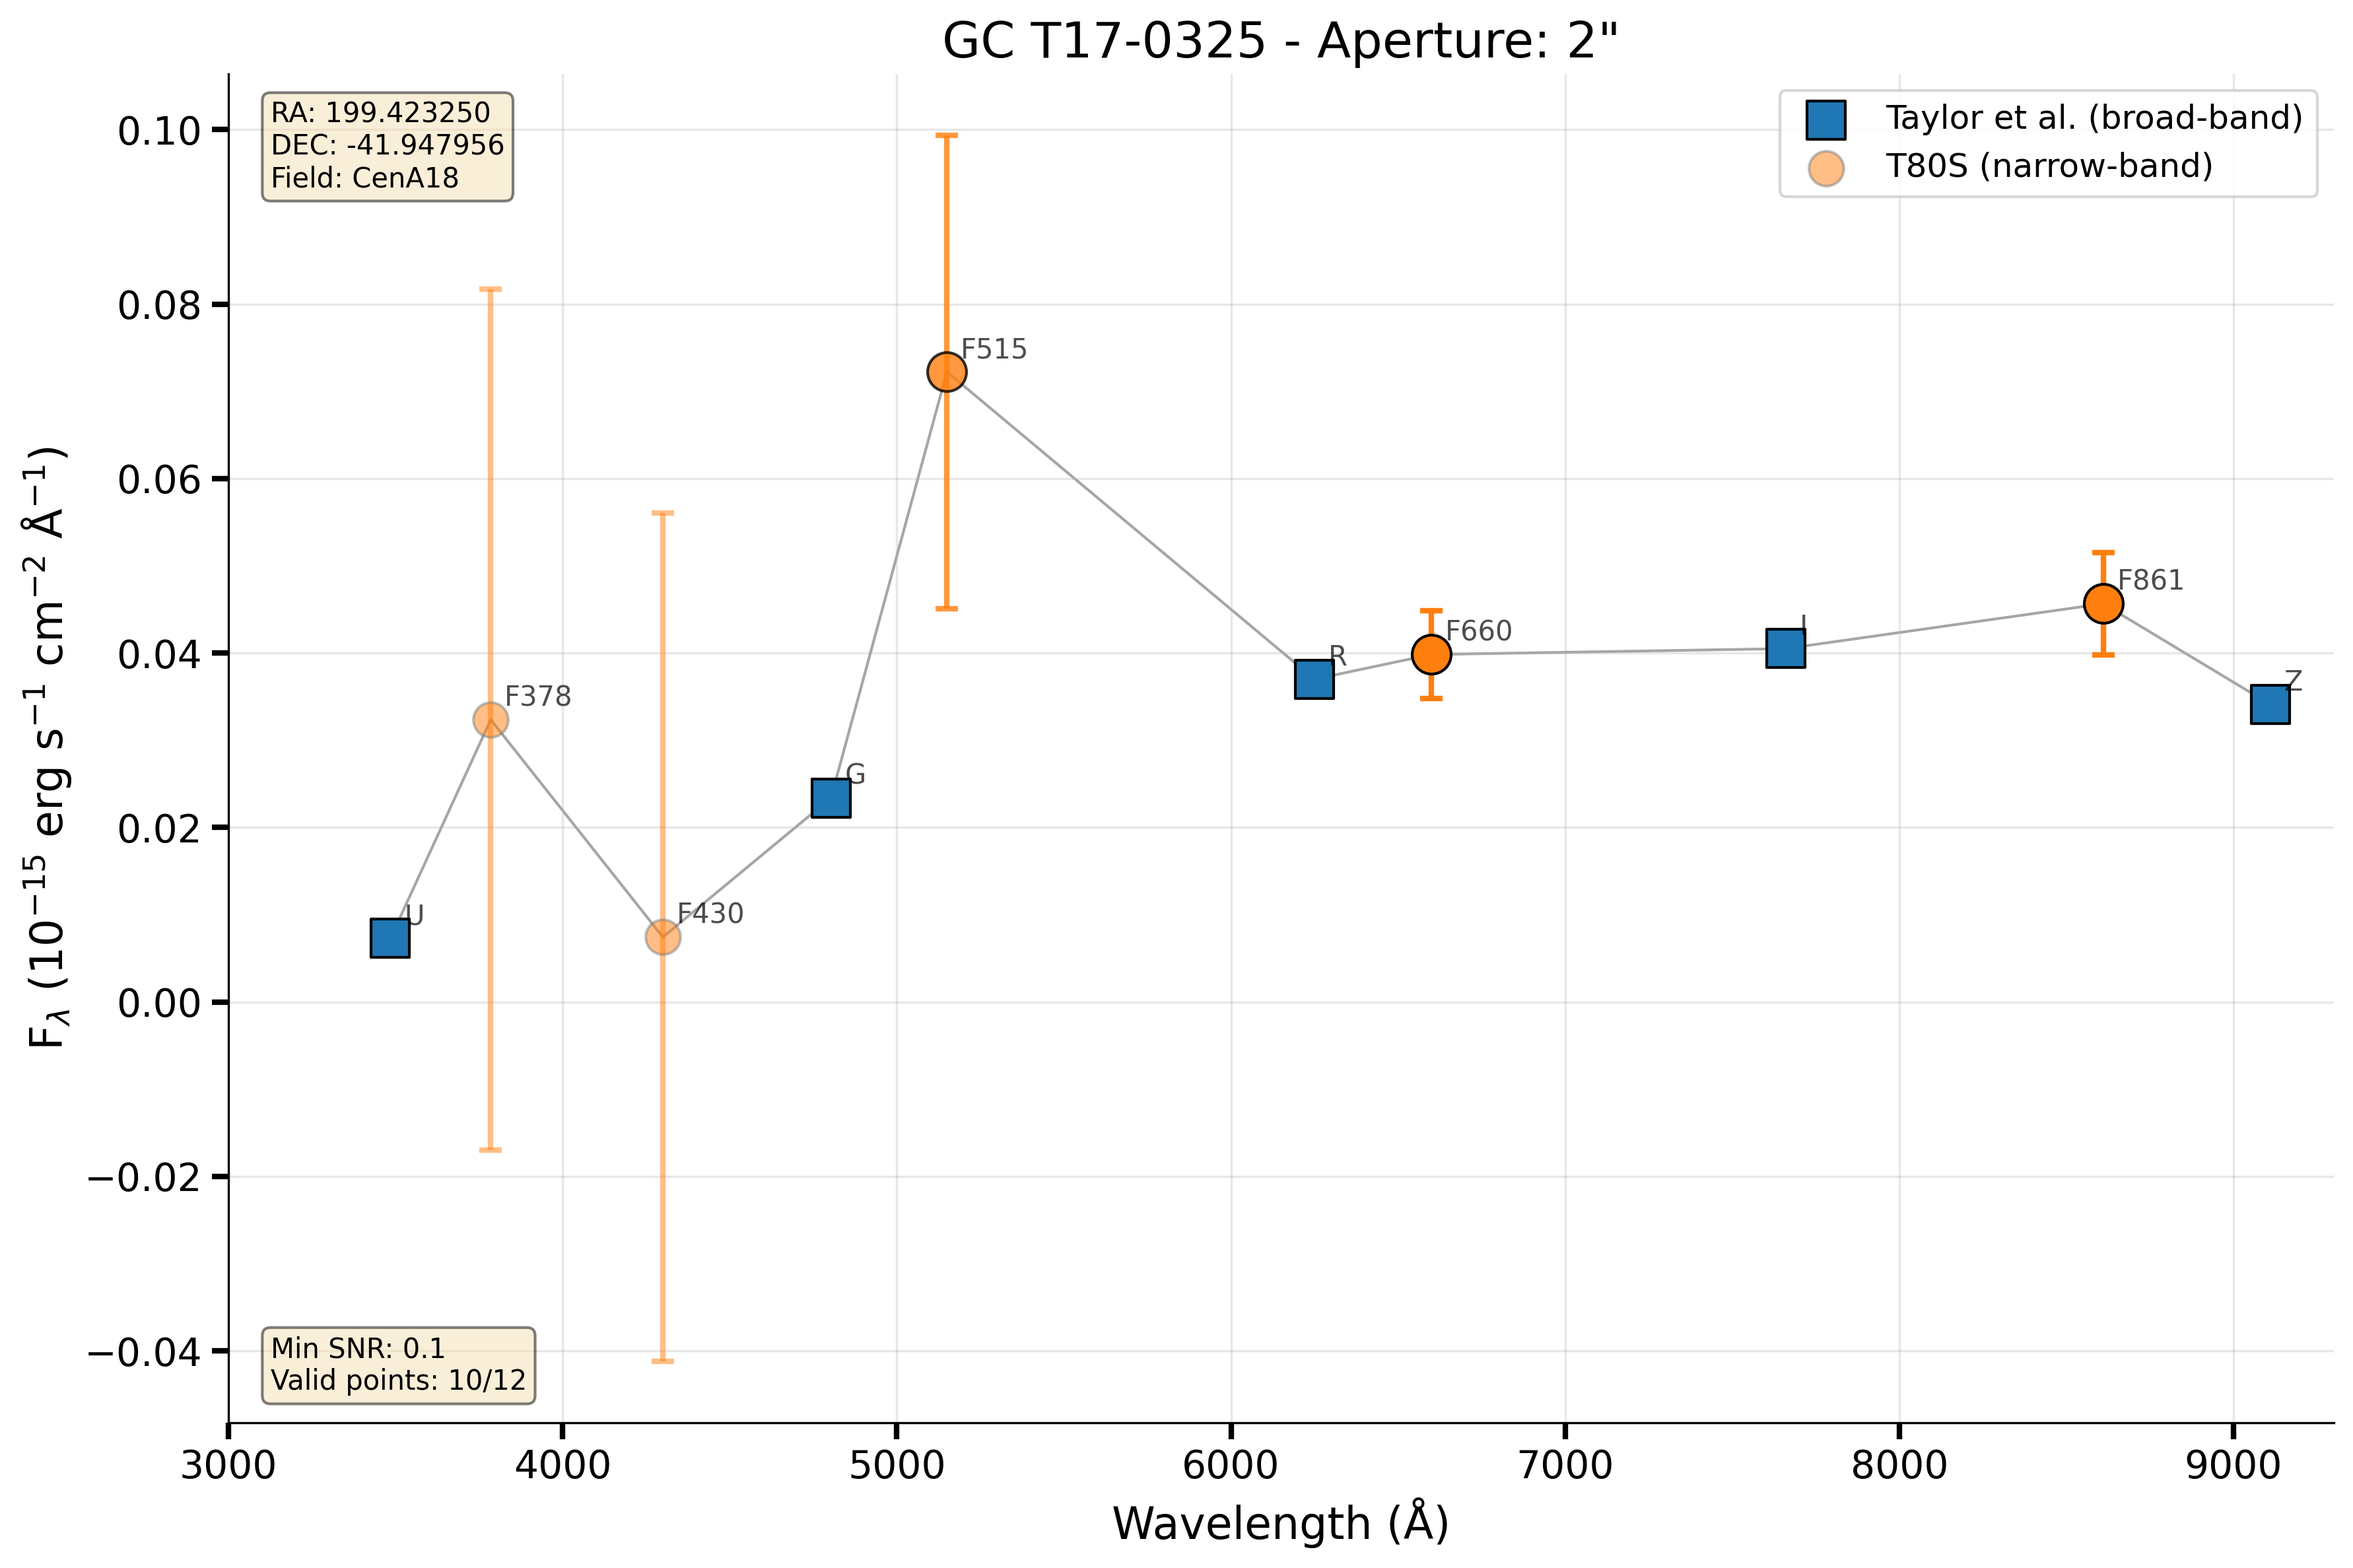 GC T17-0325 - Aperture: 2"
RA: 199.423250
DEC: -41.947956
Field: CenA18
Taylor et al. (broad-band)
T80S (narrow-band)
0.10
0.08
0.06
0.04
0.02
0.00
−0.02
−0.04
F_λ (10⁻¹⁵ erg s⁻¹ cm⁻² Å⁻¹)
U
F378
F430
G
F515
R
F660
I
F861
Z
Min SNR: 0.1
Valid points: 10/12
3000 4000 5000 6000 7000 8000 9000
Wavelength (Å)